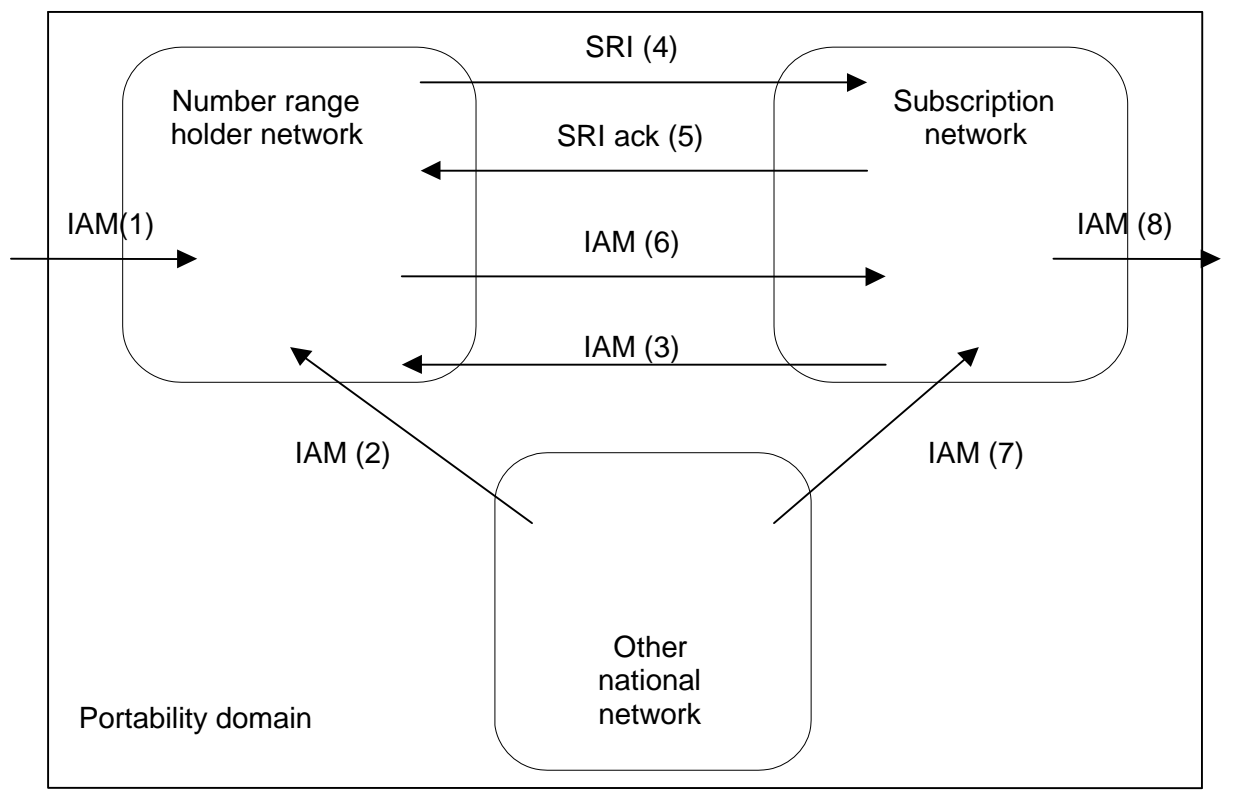 SRI (4)
Number range
holder network
Subscription
network
SRI ack (5)
IAM(1)
IAM (6)
IAM (8)
IAM (3)
IAM (2)
IAM (7)
Other
national
network
Portability domain